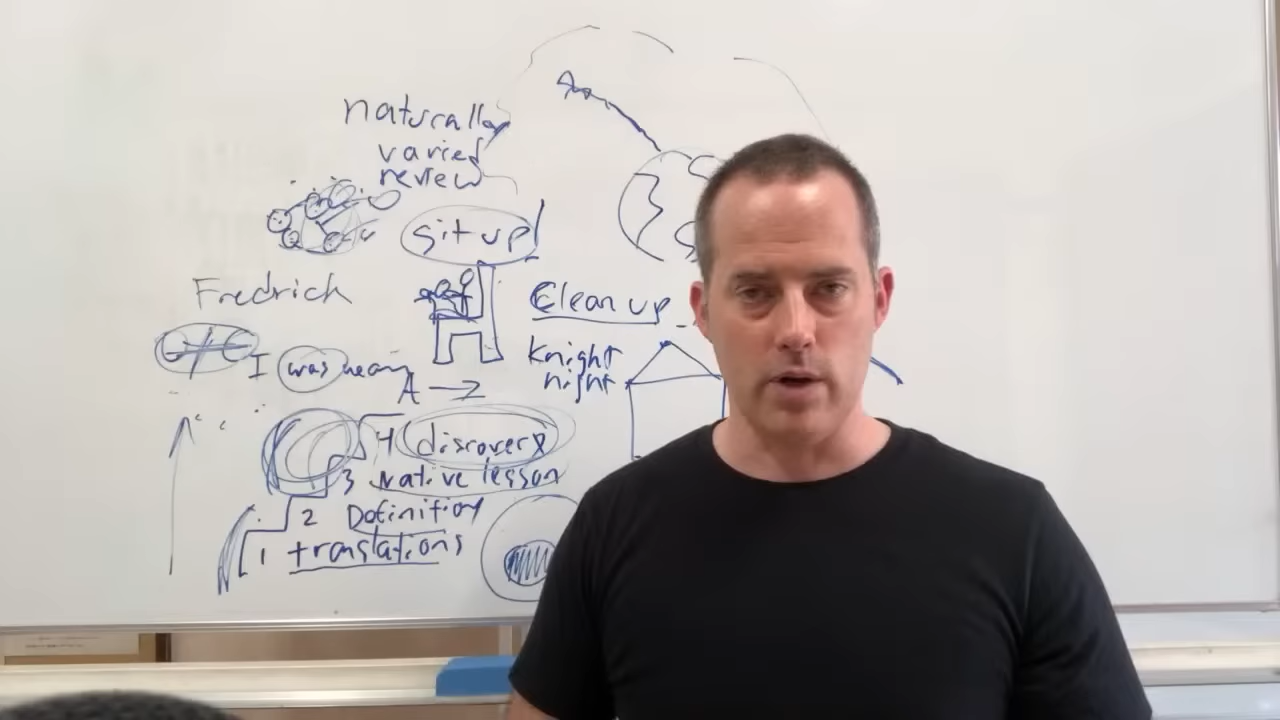 naturally
varied
review
sit up!
Fredrich
Clean up
I was
Knight
night
A → Z
4 discovery
3 Native lesson
2 Definition
1 translations